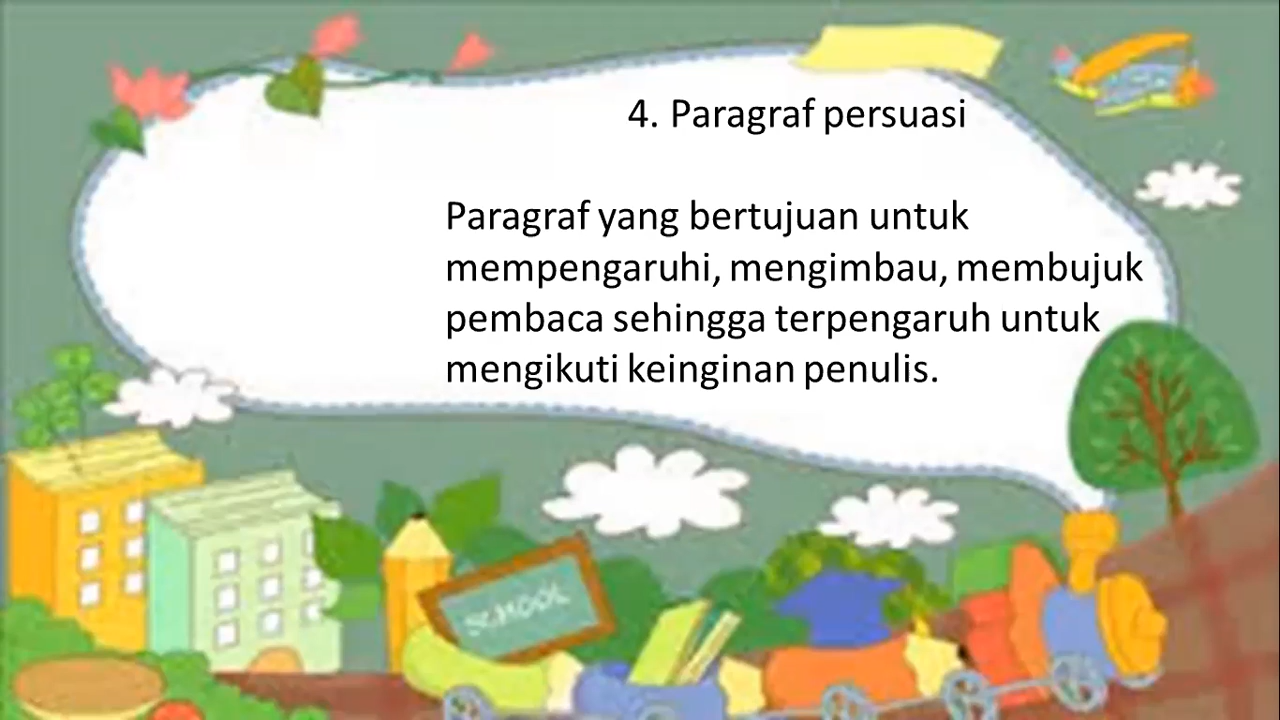 4. Paragraf persuasi
Paragraf yang bertujuan untuk
mempengaruhi, mengimbau, membujuk
pembaca sehingga terpengaruh untuk
mengikuti keinginan penulis.
SCHOOL